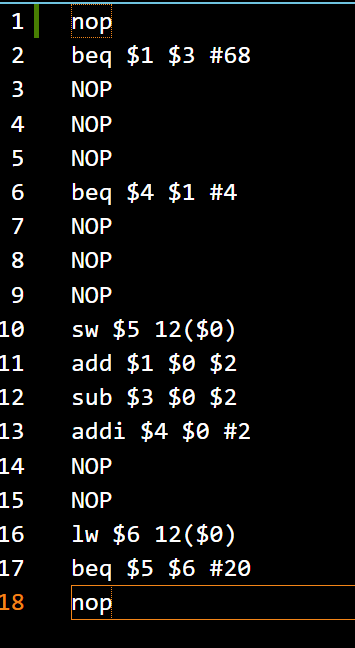 1 nop
2 beq $1 $3 #68
3 NOP
4 NOP
5 NOP
6 beq $4 $1 #4
7 NOP
8 NOP
9 NOP
10 sw $5 12($0)
11 add $1 $0 $2
12 sub $3 $0 $2
13 addi $4 $0 #2
14 NOP
15 NOP
16 lw $6 12($0)
17 beq $5 $6 #20
18 nop